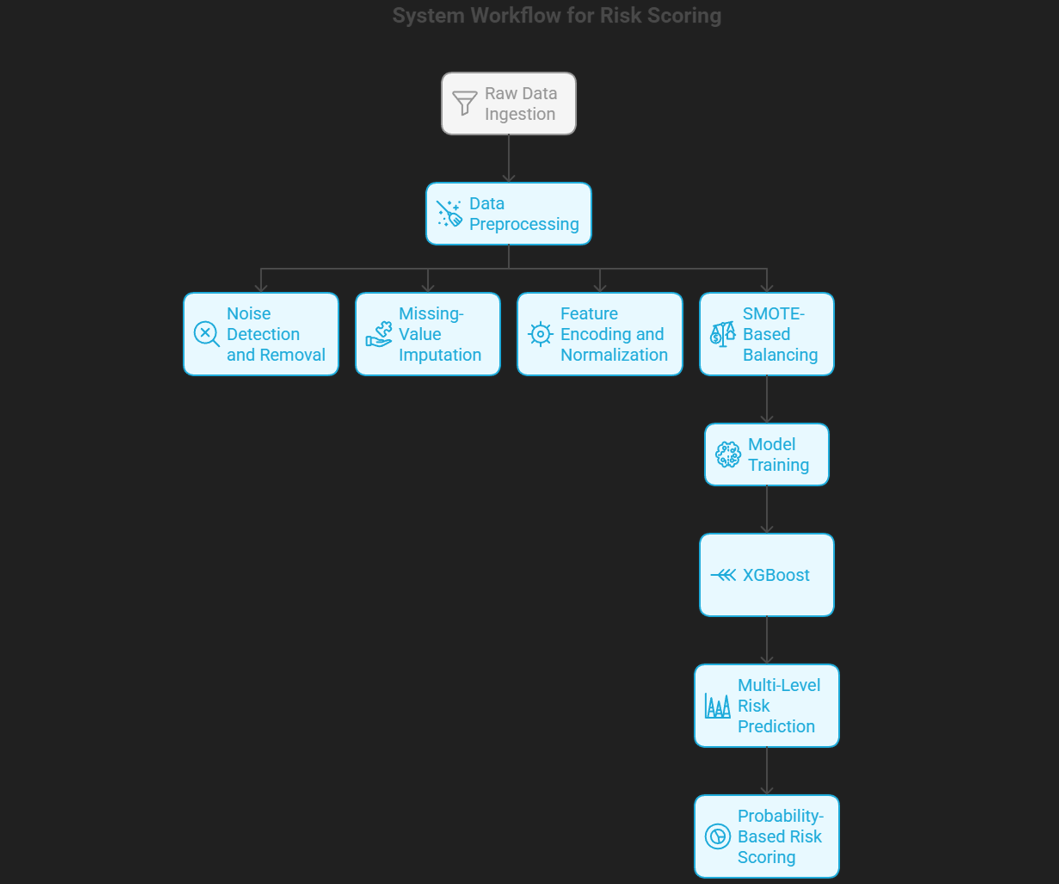 System Workflow for Risk Scoring
Raw Data
Ingestion
Data
Preprocessing
Noise
Detection
and Removal
Missing-
Value
Imputation
Feature
Encoding and
Normalization
SMOTE-
Based
Balancing
Model
Training
XGBoost
Multi-Level
Risk
Prediction
Probability-
Based Risk
Scoring